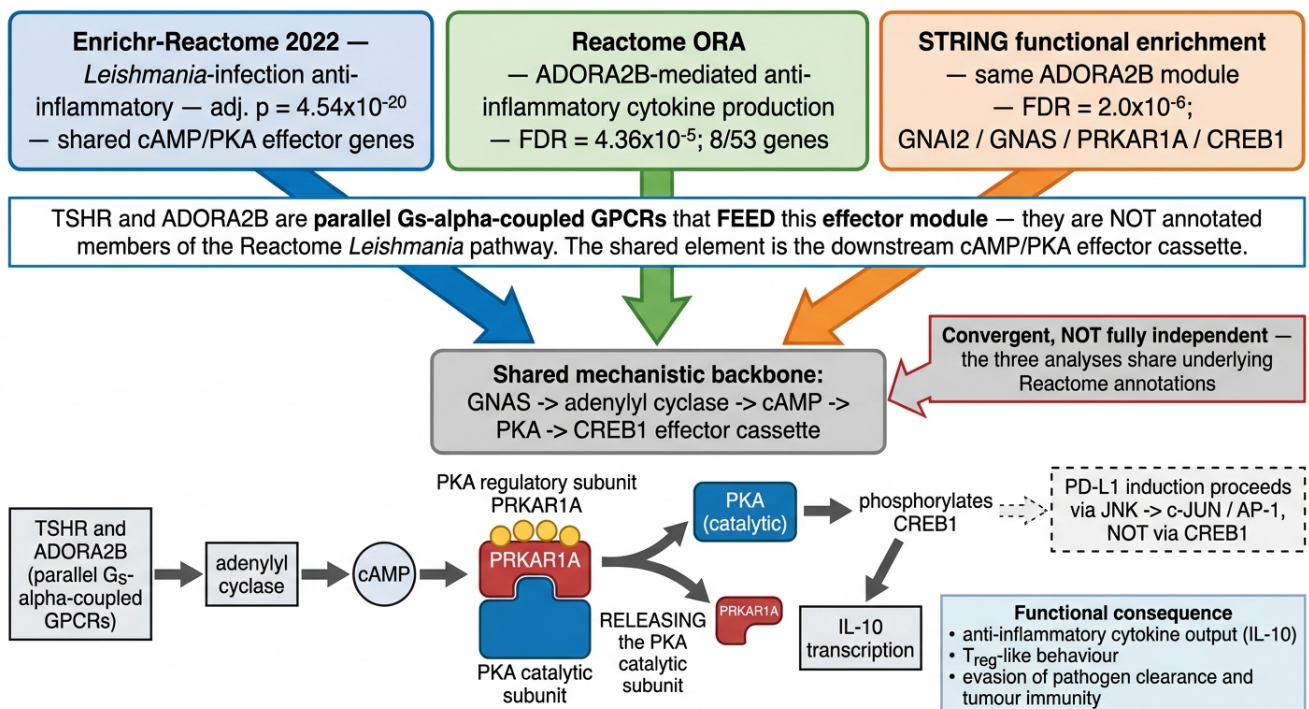 Enrichr-Reactome 2022 —
Leishmania-infection anti-
inflammatory — adj. p = 4.54x10⁻²⁰
— shared cAMP/PKA effector genes
Reactome ORA
— ADORA2B-mediated anti-
inflammatory cytokine production
— FDR = 4.36x10⁻⁵; 8/53 genes
STRING functional enrichment
— same ADORA2B module
— FDR = 2.0x10⁻⁶;
GNAI2 / GNAS / PRKAR1A / CREB1
TSHR and ADORA2B are parallel Gs-alpha-coupled GPCRs that FEED this effector module — they are NOT annotated
members of the Reactome Leishmania pathway. The shared element is the downstream cAMP/PKA effector cassette.
Convergent, NOT fully independent —
the three analyses share underlying
Reactome annotations
Shared mechanistic backbone:
GNAS -> adenylyl cyclase -> cAMP ->
PKA -> CREB1 effector cassette
TSHR and
ADORA2B
(parallel Gs-
alpha-coupled
GPCRs)
adenylyl
cyclase
cAMP
PKA regulatory subunit
PRKAR1A
PRKAR1A
PKA catalytic
subunit
RELEASING
the PKA
catalytic
subunit
PKA
(catalytic)
PRKAR1A
phosphorylates
CREB1
IL-10
transcription
PD-L1 induction proceeds
via JNK -> c-JUN / AP-1,
NOT via CREB1
Functional consequence
• anti-inflammatory cytokine output (IL-10)
• Treg-like behaviour
• evasion of pathogen clearance and
tumour immunity